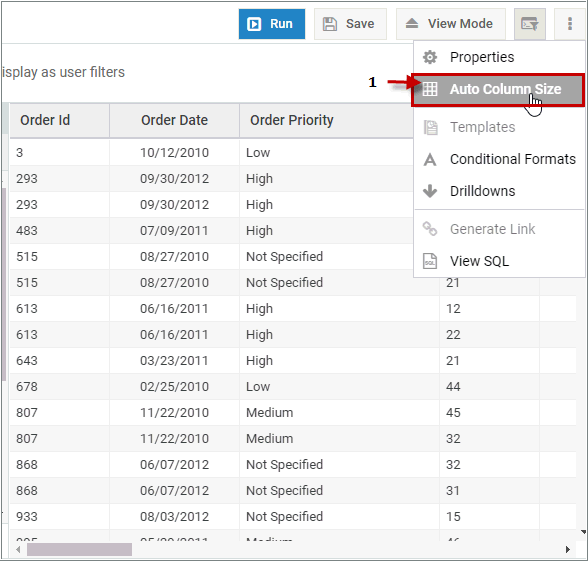 Run Save View Mode
Properties
isplay as user filters
1 Auto Column Size
Order Id Order Date Order Priority
Templates
3 10/12/2010 Low
Conditional Formats
293 09/30/2012 High
Drilldowns
293 09/30/2012 High
483 07/09/2011 High
Generate Link
515 08/27/2010 Not Specified
View SQL
515 08/27/2010 Not Specified 21
613 06/16/2011 High 12
613 06/16/2011 High 22
643 03/23/2011 High 21
678 02/25/2010 Low 44
807 11/22/2010 Medium 45
807 11/22/2010 Medium 32
868 06/07/2012 Not Specified 32
868 06/07/2012 Not Specified 31
933 08/03/2012 Not Specified 15
Medium